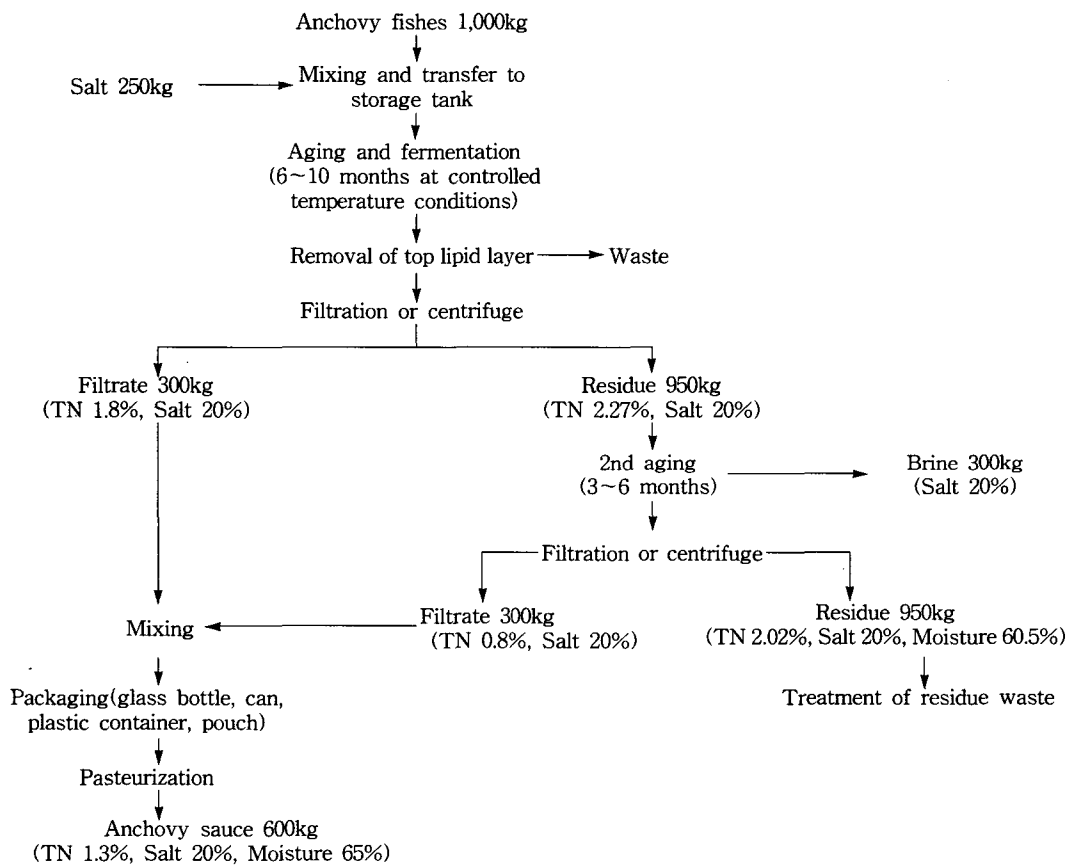 Anchovy fishes 1,000kg
Salt 250kg
Mixing and transfer to
storage tank
Aging and fermentation
(6~10 months at controlled
temperature conditions)
Removal of top lipid layer
Waste
Filtration or centrifuge
Filtrate 300kg
(TN 1.8%, Salt 20%)
Residue 950kg
(TN 2.27%, Salt 20%)
2nd aging
(3~6 months)
Brine 300kg
(Salt 20%)
Filtration or centrifuge
Filtrate 300kg
(TN 0.8%, Salt 20%)
Residue 950kg
(TN 2.02%, Salt 20%, Moisture 60.5%)
Mixing
Treatment of residue waste
Packaging(glass bottle, can,
plastic container, pouch)
Pasteurization
Anchovy sauce 600kg
(TN 1.3%, Salt 20%, Moisture 65%)